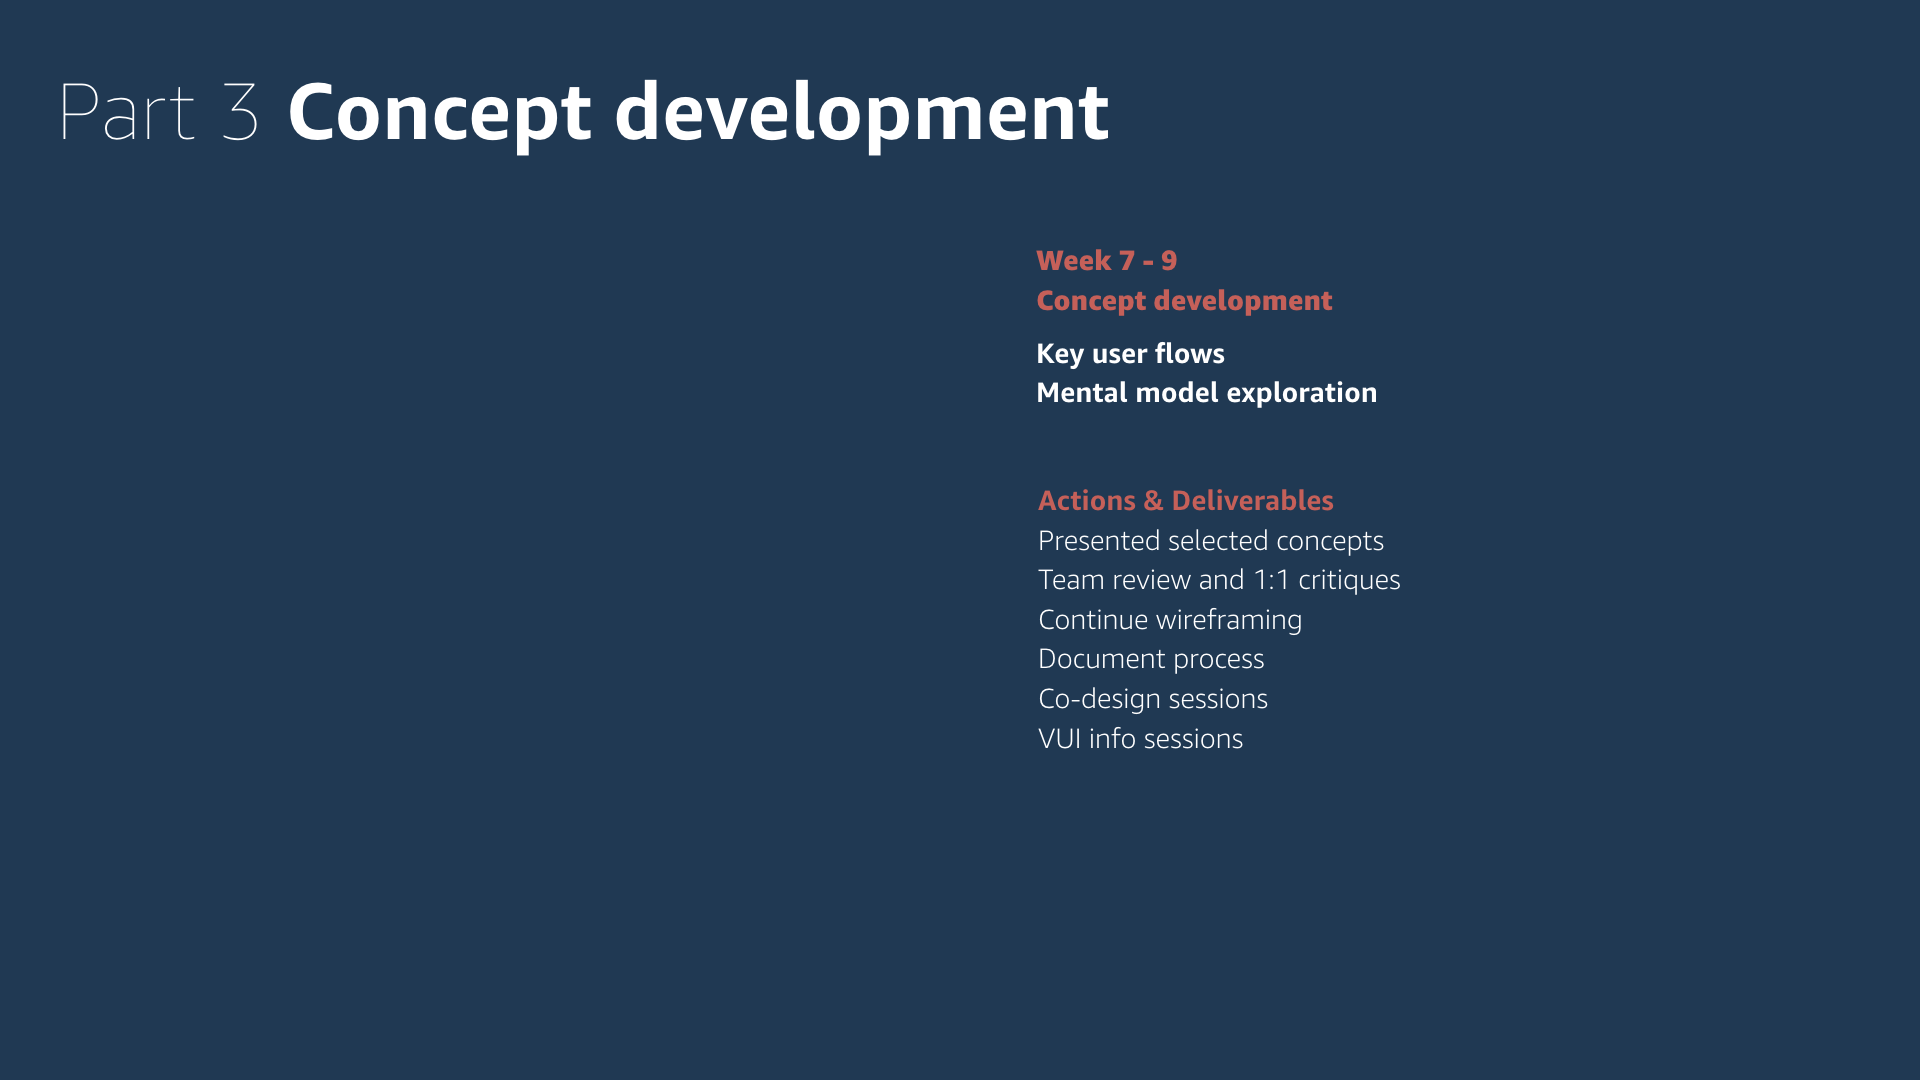 Part 3 Concept development
Week 7 - 9
Concept development
Key user flows
Mental model exploration
Actions & Deliverables
Presented selected concepts
Team review and 1:1 critiques
Continue wireframing
Document process
Co-design sessions
VUI info sessions